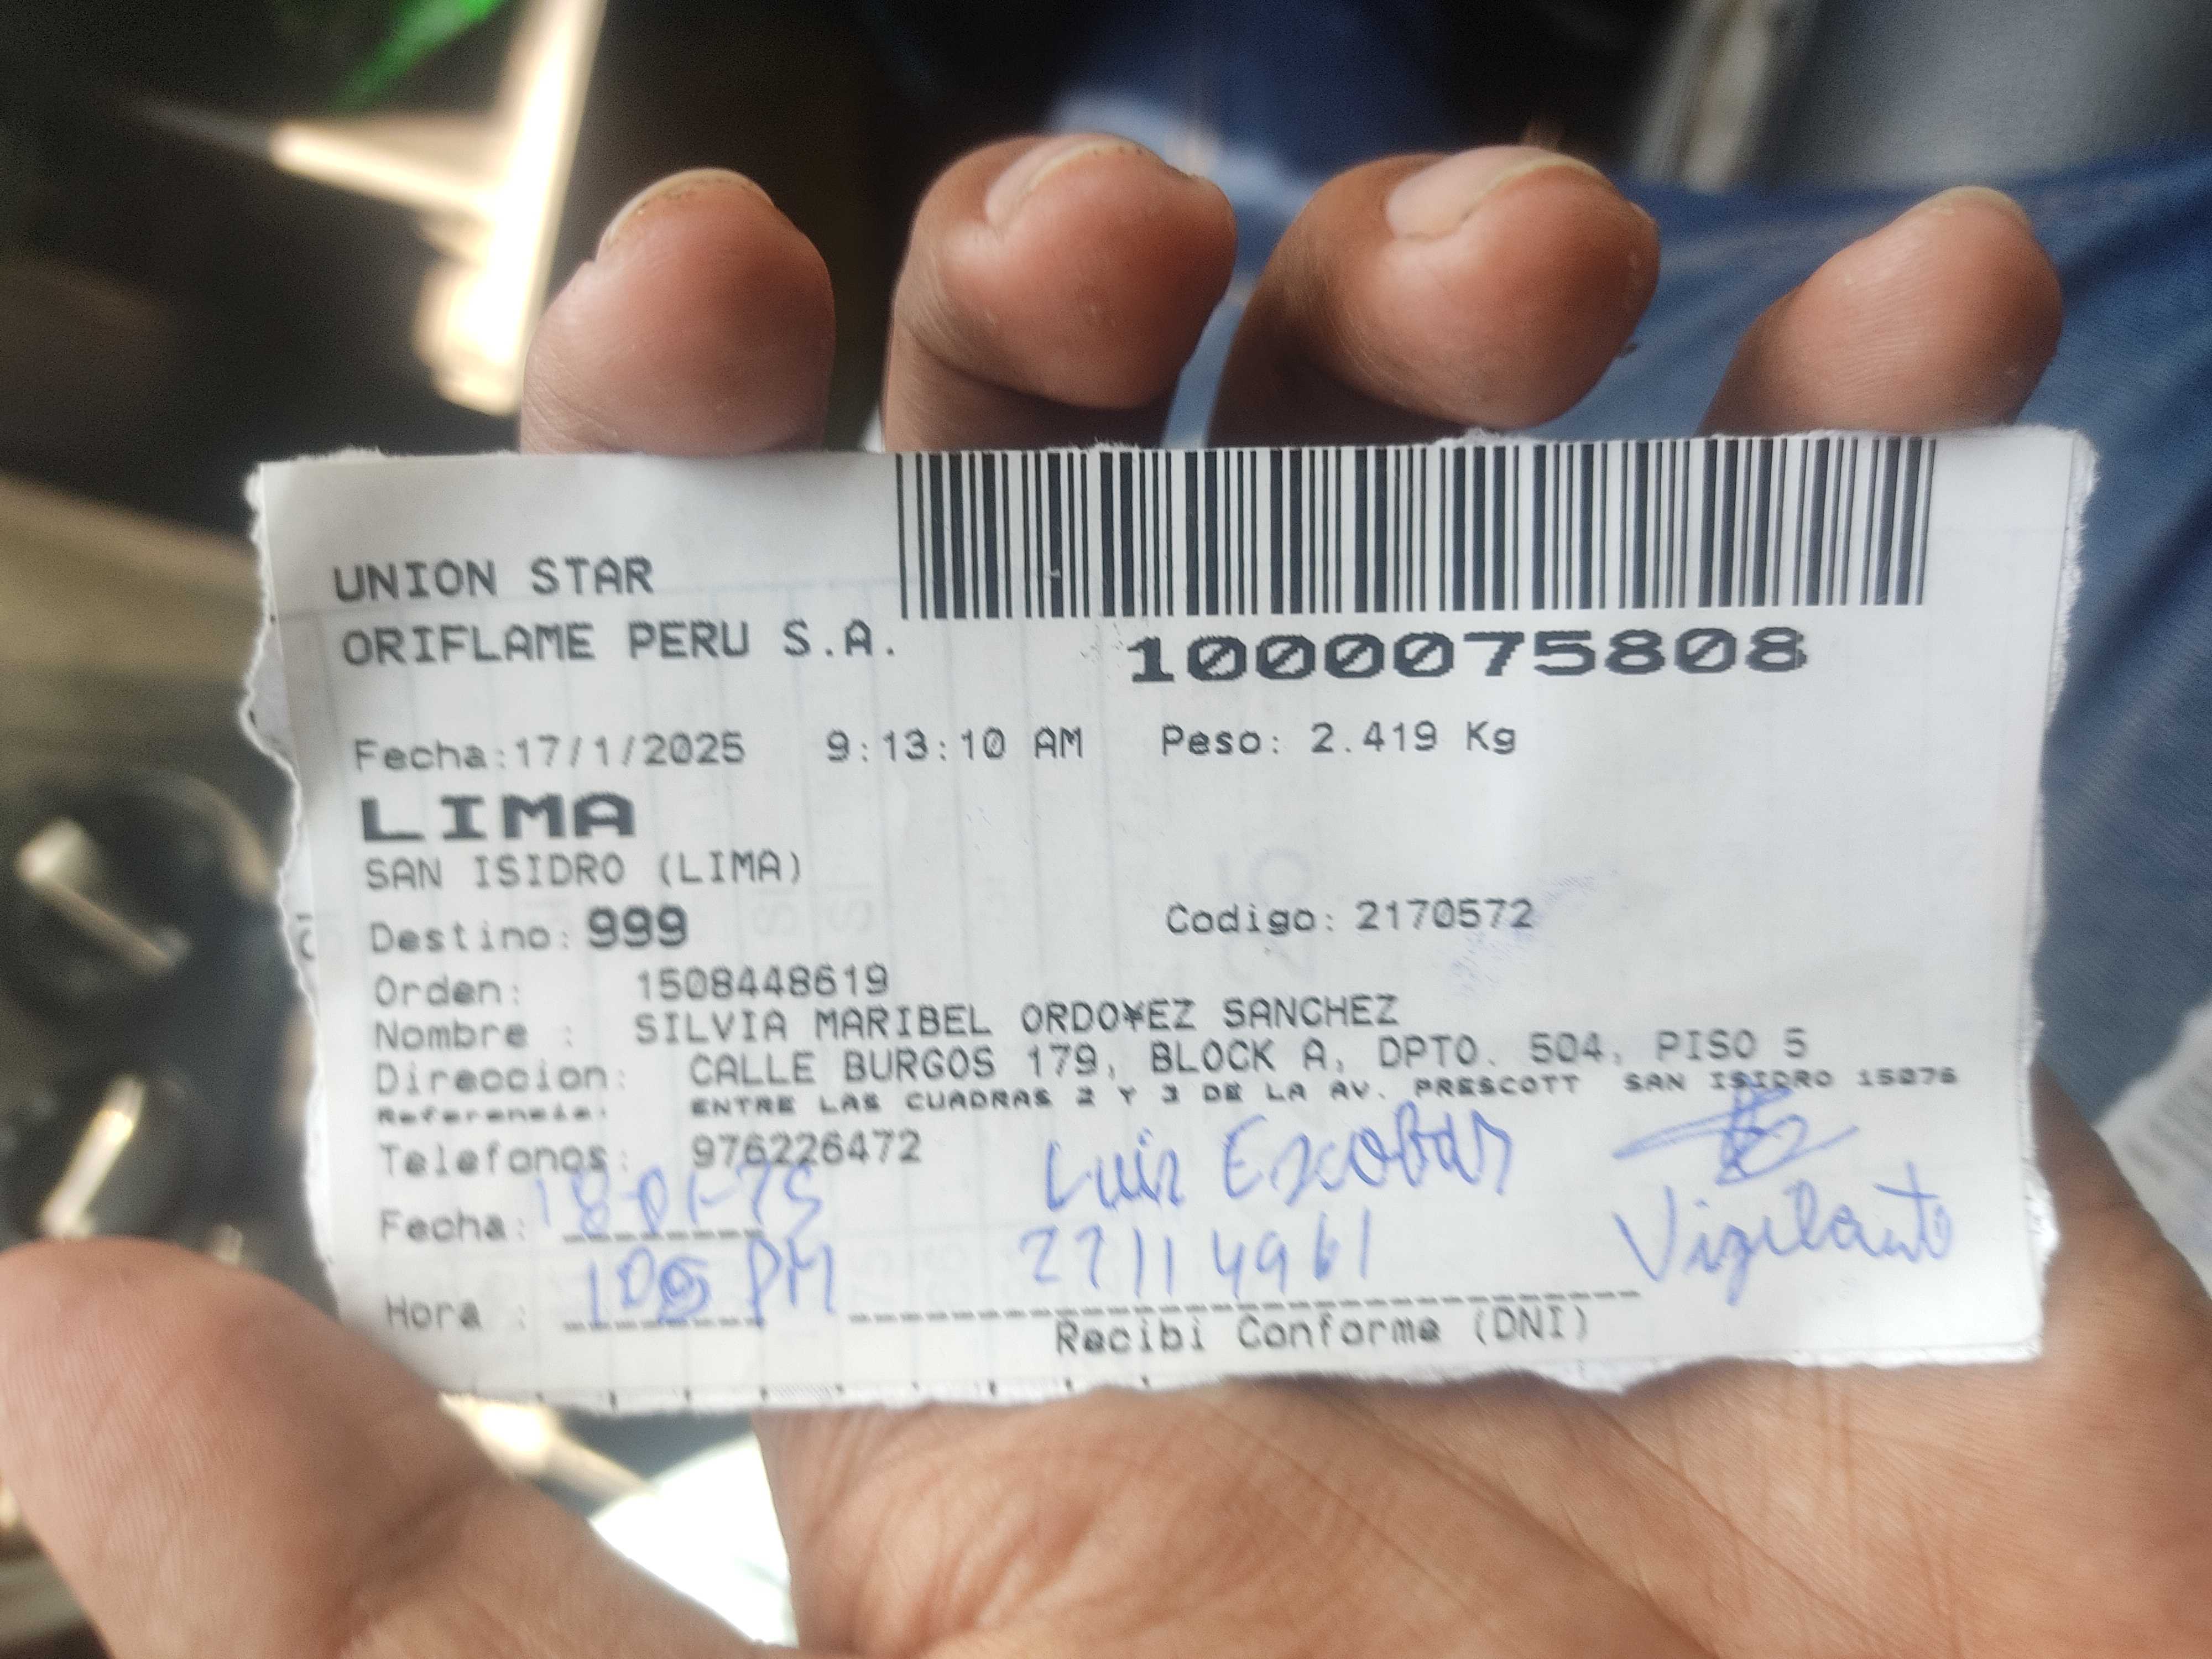 UNION STAR
ORIFLAME PERU S.A.
1000075808
Fecha:17/1/2025 9:13:10 AM Peso: 2.419 Kg
LIMA
SAN ISIDRO (LIMA)
Destino: 999 Codigo: 2170572
Orden: 1508448619
Nombre : SILVIA MARIBEL ORDO¥EZ SANCHEZ
Direccion: CALLE BURGOS 179, BLOCK A, DPTO. 504, PISO 5
Referencia: ENTRE LAS CUADRAS 2 Y 3 DE LA AV. PRESCOTT SAN ISIDRO 15076
Telefonos: 976226472 Luis Escobar
Fecha: 18-01-25 22114961 Vigilante
Hora : PM
Recibi Conforme (DNI)